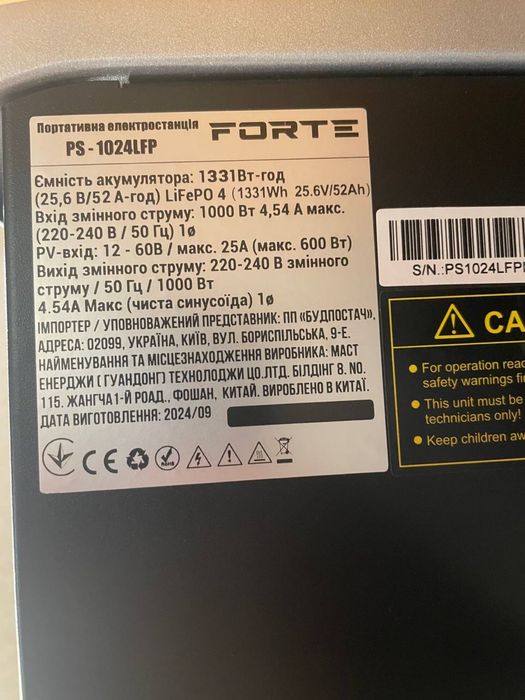 Портативна електростанція
PS - 1024LFP
FORTE
Ємність акумулятора: 1331Вт-год
(25,6 В/52 А-год) LiFePO 4 (1331Wh 25.6V/52Ah)
Вхід змінного струму: 1000 Вт 4,54 А макс.
(220-240 В / 50 Гц) 1ø
PV-вхід: 12 - 60В / макс. 25А (макс. 600 Вт)
Вихід змінного струму: 220-240 В змінного
струму / 50 Гц / 1000 Вт
4.54А Макс (чиста синусоїда) 1ø
ІМПОРТЕР / УПОВНОВАЖЕНИЙ ПРЕДСТАВНИК: ПП «БУДПОСТАЧ»,
АДРЕСА: 02099, УКРАЇНА, КИЇВ, ВУЛ. БОРИСПІЛЬСЬКА, 9-Е.
НАЙМЕНУВАННЯ ТА МІСЦЕЗНАХОДЖЕННЯ ВИРОБНИКА: МАСТ
ЕНЕРДЖИ ( ГУАНДОНГ) ТЕХНОЛОДЖИ ЦО.ЛТД. БІЛДІНГ 8. NO.
115. ЖАНГЧА1-Й РОАД., ФОШАН, КИТАЙ. ВИРОБЛЕНО В КИТАЇ.
ДАТА ВИГОТОВЛЕННЯ: 2024/09
CE
RoHS
S/N.:PS1024LFP
CA
For operation read
safety warnings fi
This unit must be
technicians only!
Keep children aw